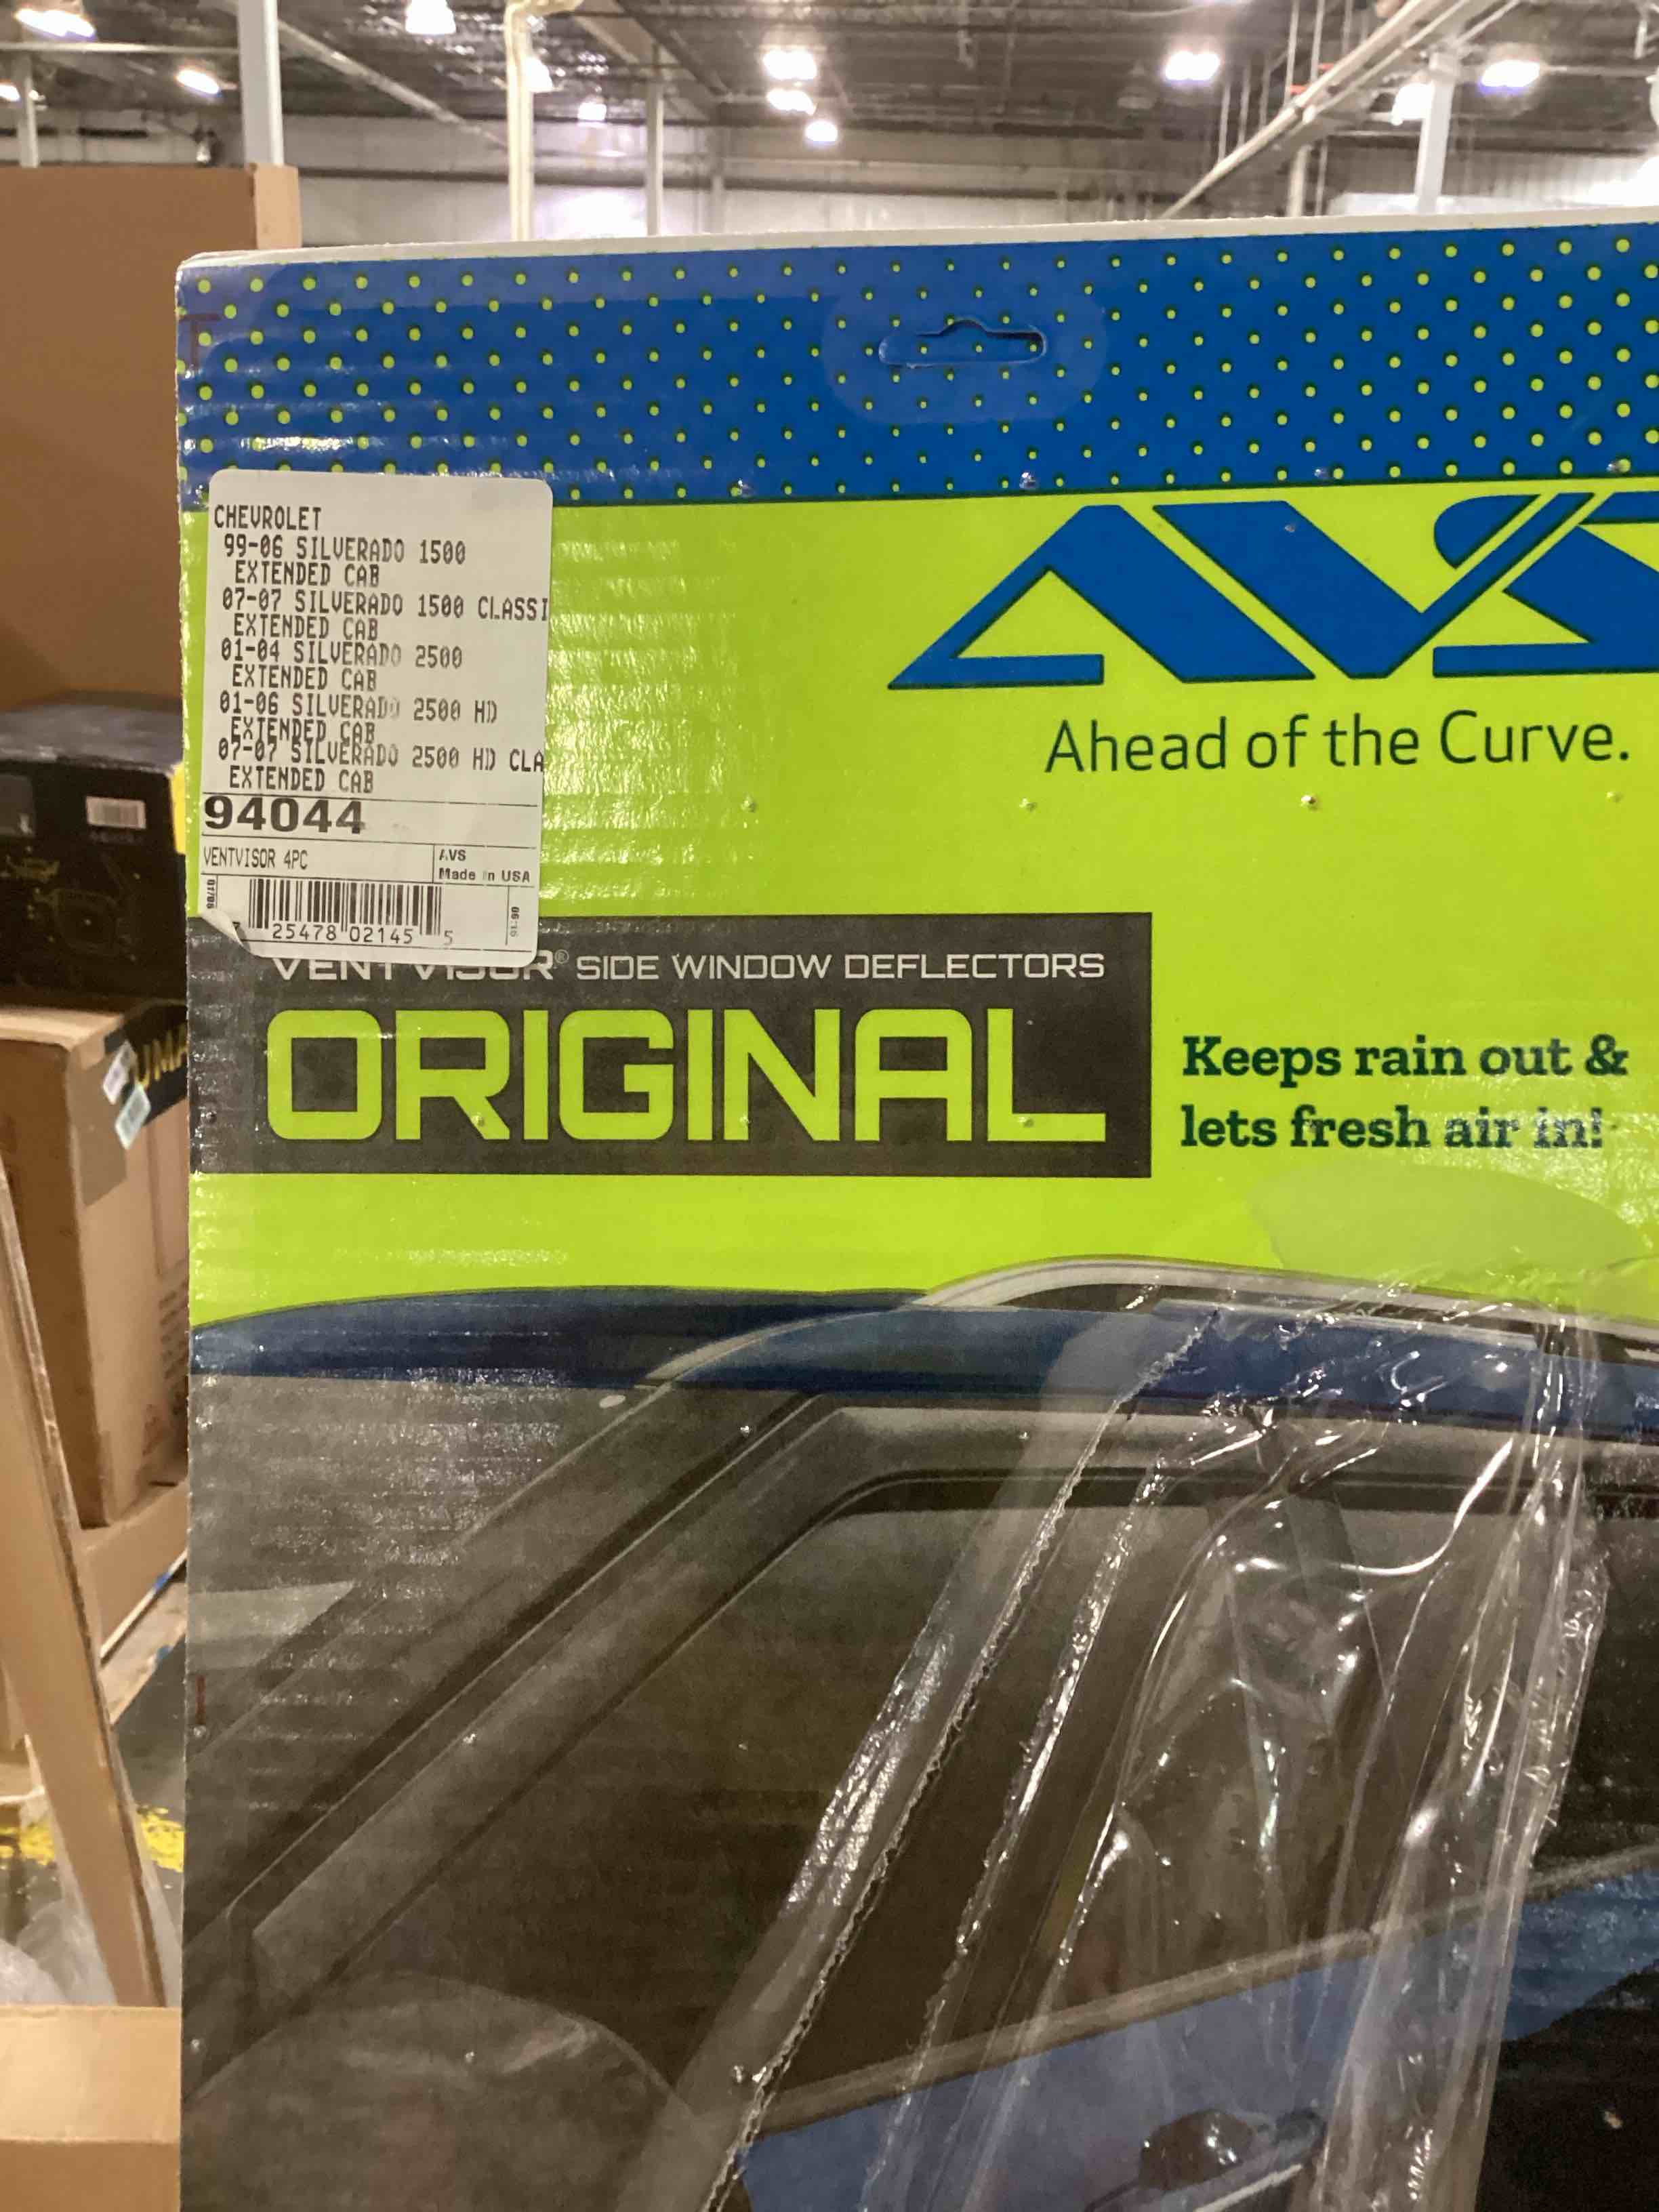 CHEVROLET
99-06 SILVERADO 1500
EXTENDED CAB
07-07 SILVERADO 1500 CLASSI
EXTENDED CAB
01-04 SILVERADO 2500
EXTENDED CAB
01-06 SILVERADO 2500 HD
EXTENDED CAB
07-07 SILVERADO 2500 HD CLA
EXTENDED CAB
94044
VENTVISOR 4PC
AVS
Made in USA
25478 02145 5
AVS
Ahead of the Curve.
VENTVISOR® SIDE WINDOW DEFLECTORS
ORIGINAL
Keeps rain out &
lets fresh air in!